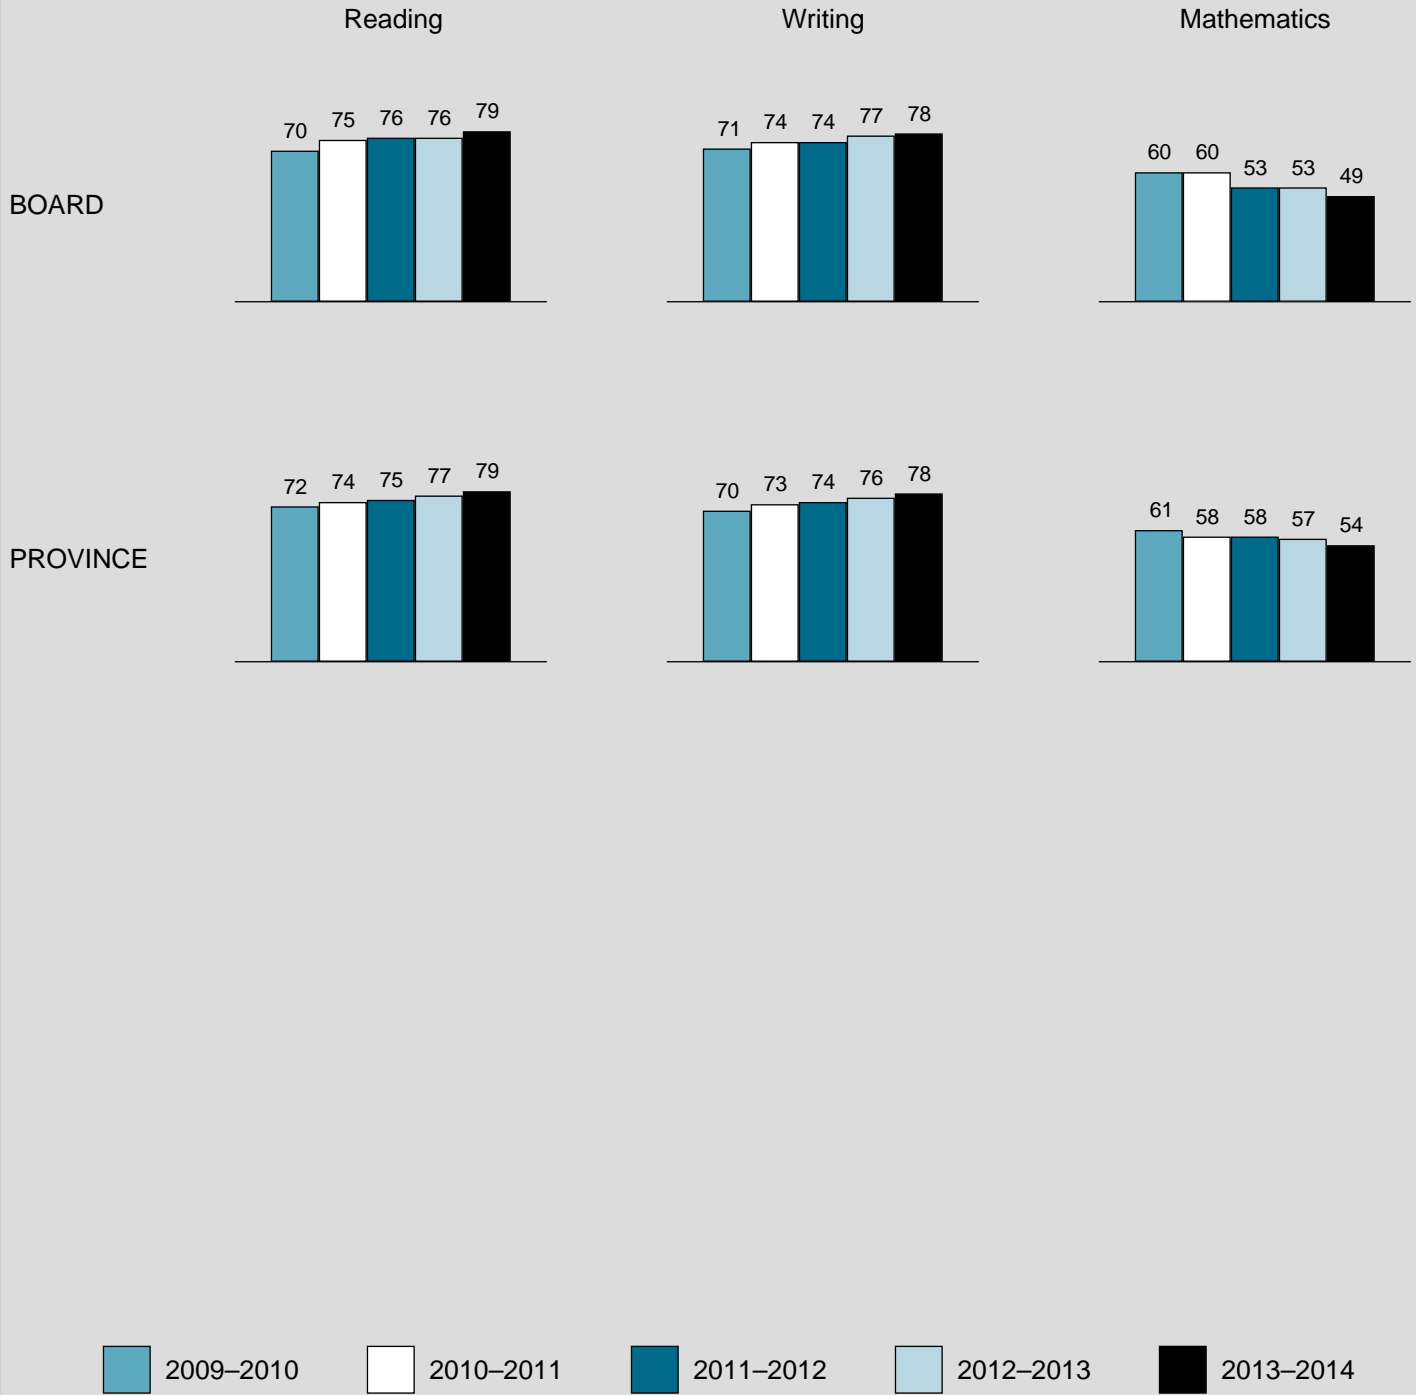 Reading Writing Mathematics
70 75 76 76 79 71 74 74 77 78 60 60 53 53 49
BOARD
72 74 75 77 79 70 73 74 76 78 61 58 58 57 54
PROVINCE
2009–2010 2010–2011 2011–2012 2012–2013 2013–2014